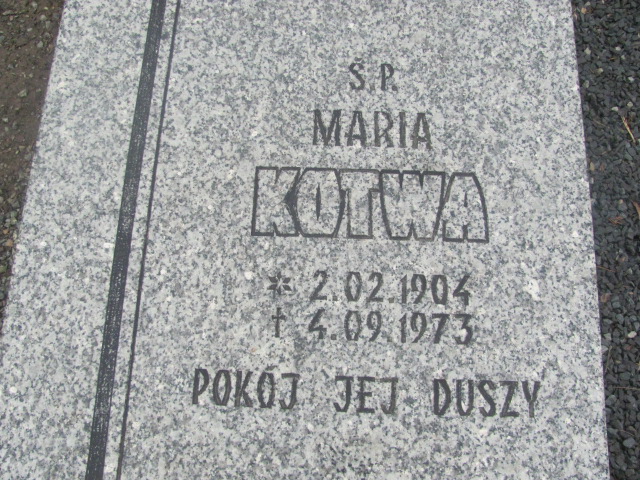 Ś.P.
MARIA
KOTWA
* 2.02.1904
† 4.09.1973
POKÓJ JEJ DUSZY